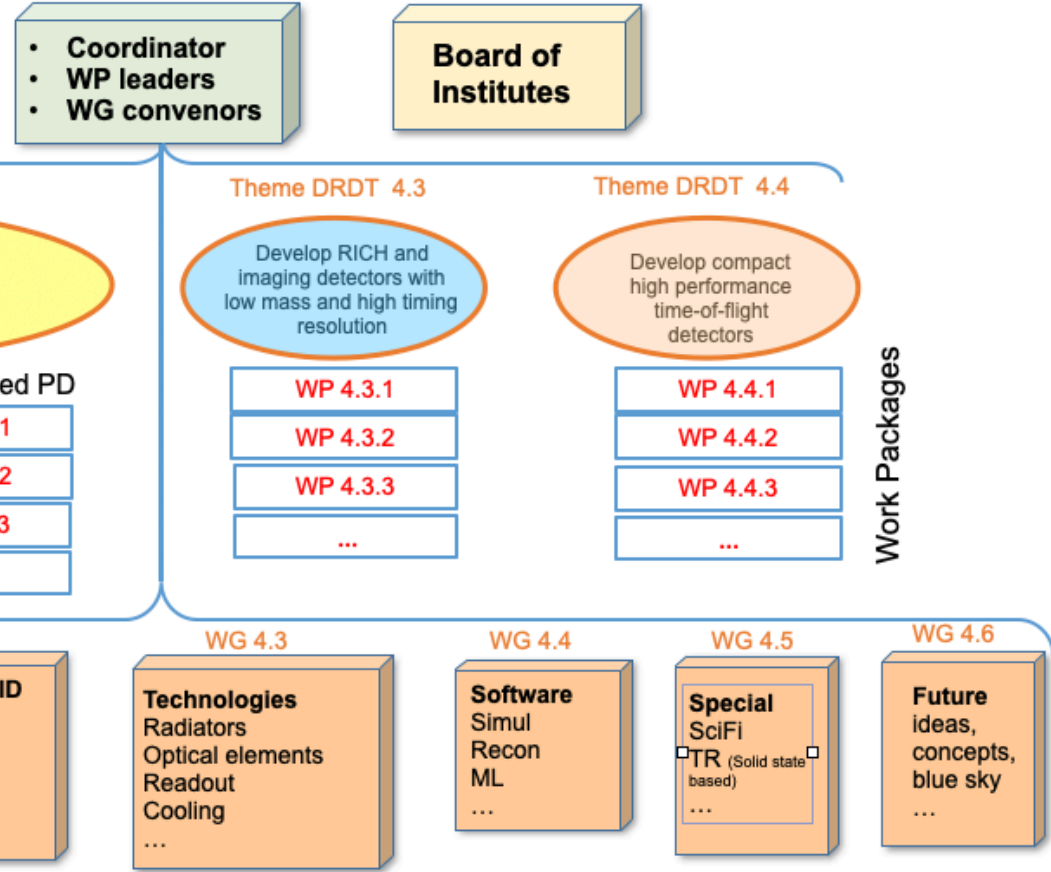 • Coordinator
• WP leaders
• WG convenors
Board of
Institutes
Theme DRDT 4.3
Theme DRDT 4.4
Develop RICH and
imaging detectors with
low mass and high timing
resolution
Develop compact
high performance
time-of-flight
detectors
ed PD
1
2
3
WP 4.3.1
WP 4.3.2
WP 4.3.3
...
WP 4.4.1
WP 4.4.2
WP 4.4.3
...
Work Packages
ID
WG 4.3
Technologies
Radiators
Optical elements
Readout
Cooling
...
WG 4.4
Software
Simul
Recon
ML
...
WG 4.5
Special
SciFi
TR (Solid state
based)
...
WG 4.6
Future
ideas,
concepts,
blue sky
...